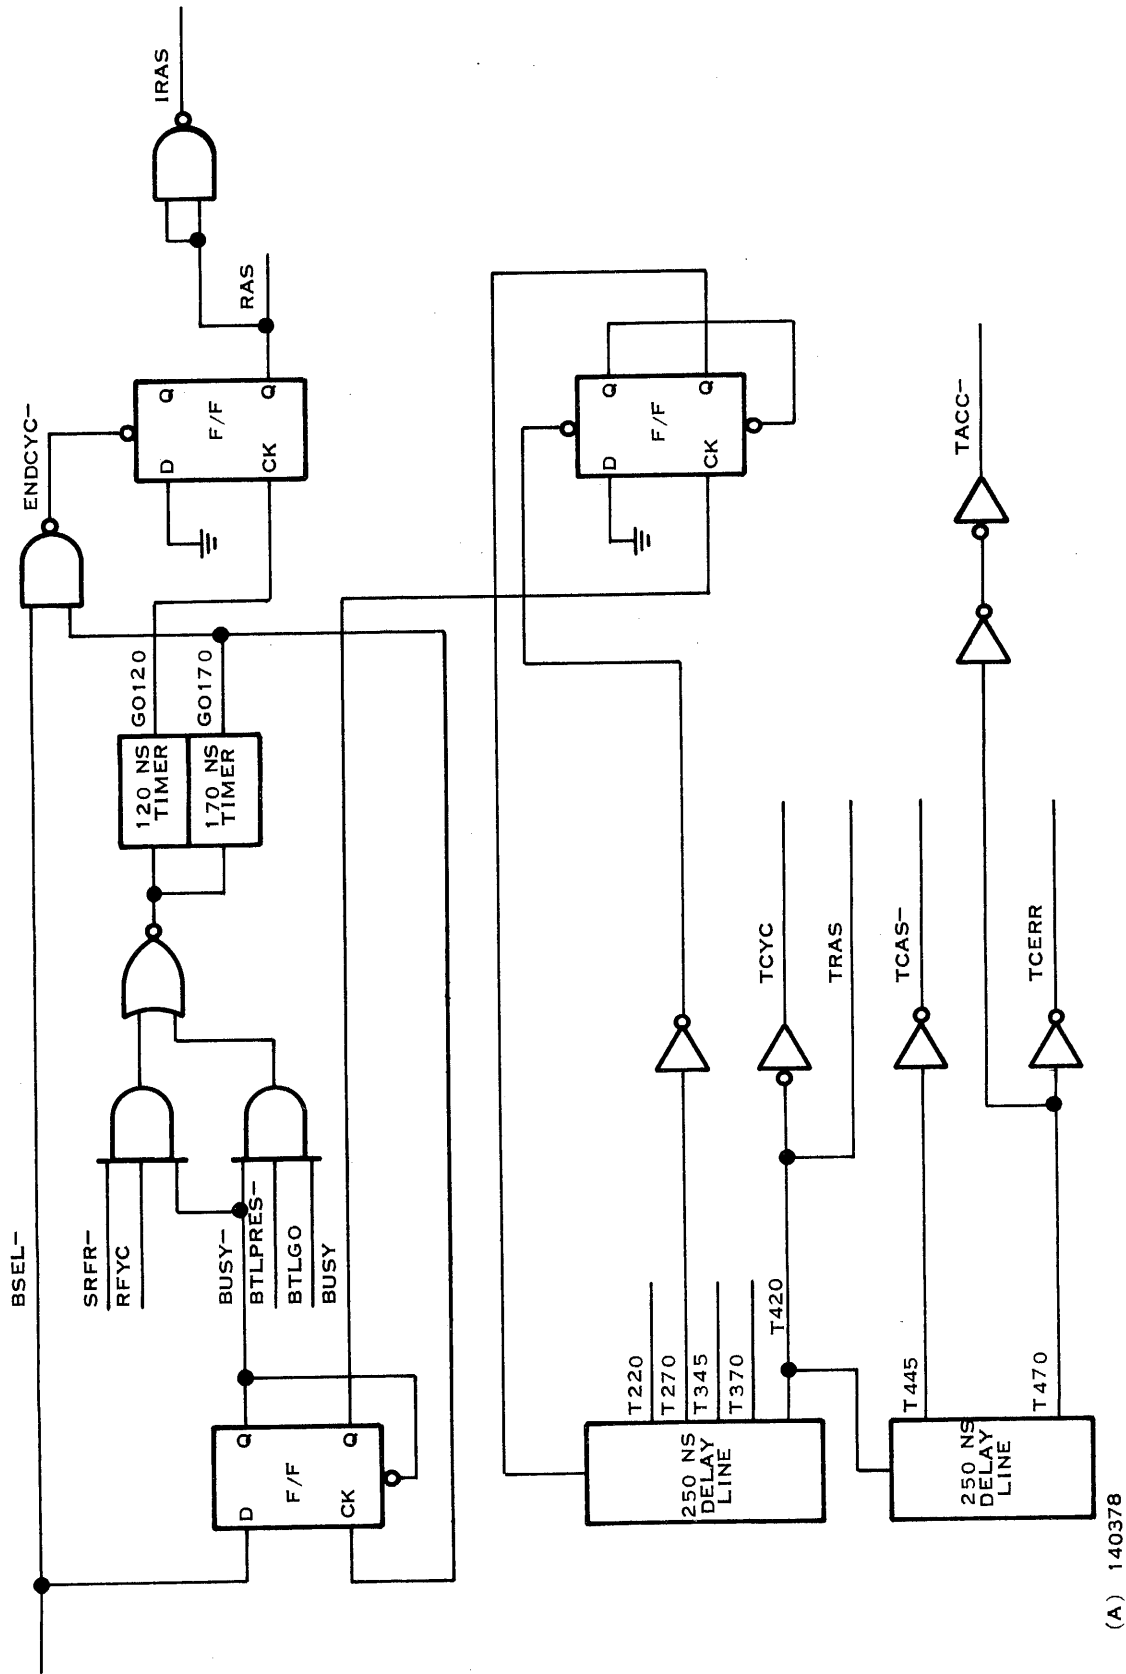 BSEL-
SRFR-
RFYC
BUSY-
BTLPRES-
BTLGO
BUSY
D
Q
F/F
CK
Q
120 NS
TIMER
170 NS
TIMER
GO120
GO170
ENDCYC-
D
Q
F/F
CK
Q
RAS
IRAS
D
Q
F/F
CK
Q
250 NS
DELAY
LINE
T220
T270
T345
T370
T420
TCYC
TRAS
250 NS
DELAY
LINE
T445
T470
TCAS-
TCERR
TACC-
(A) 140378